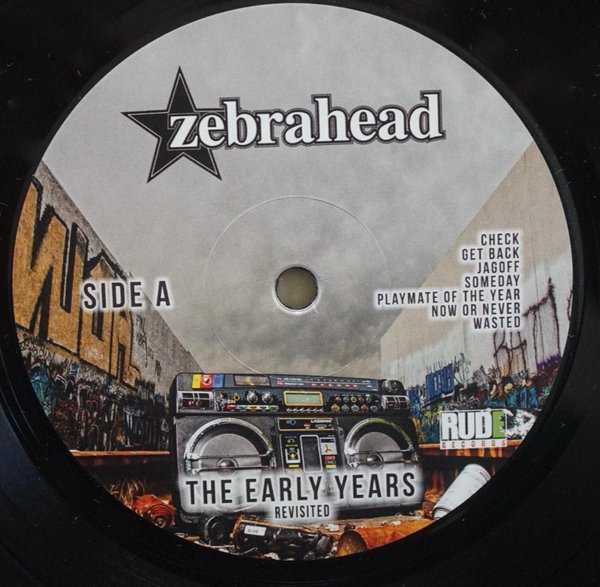 zebrahead
SIDE A
CHECK
GET BACK
JAGOFF
SOMEDAY
PLAYMATE OF THE YEAR
NOW OR NEVER
WASTED
RUDE
RECORDS
THE EARLY YEARS
REVISITED